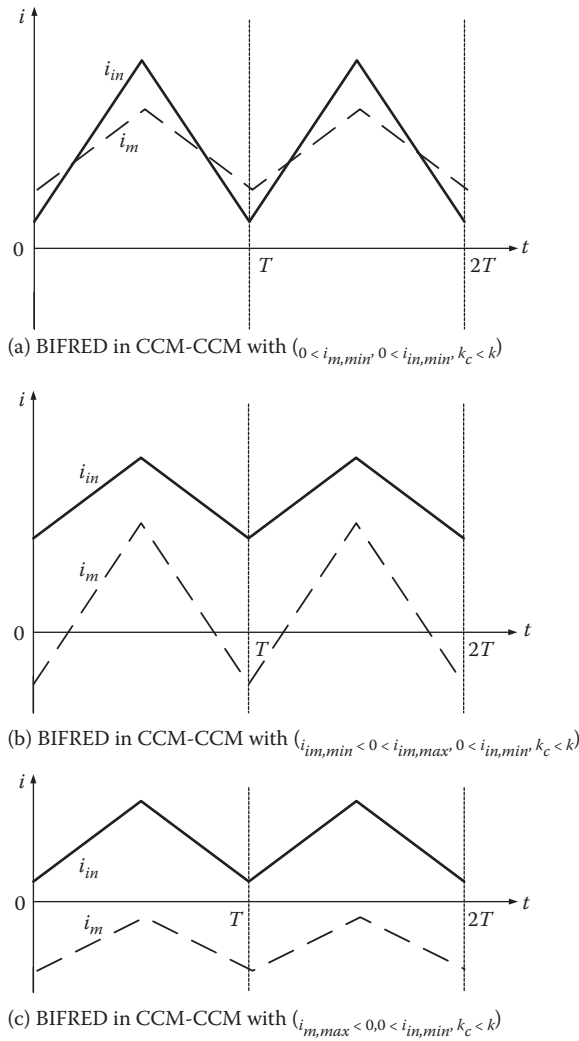 i
i_in
i_m
0
T
2T
t
(a) BIFRED in CCM-CCM with (0 < i_m,min, 0 < i_in,min, k_c < k)
i
i_in
i_m
0
T
2T
t
(b) BIFRED in CCM-CCM with (i_im,min < 0 < i_im,max, 0 < i_in,min, k_c < k)
i
i_in
0
i_m
T
2T
t
(c) BIFRED in CCM-CCM with (i_m,max < 0,0 < i_in,min, k_c < k)